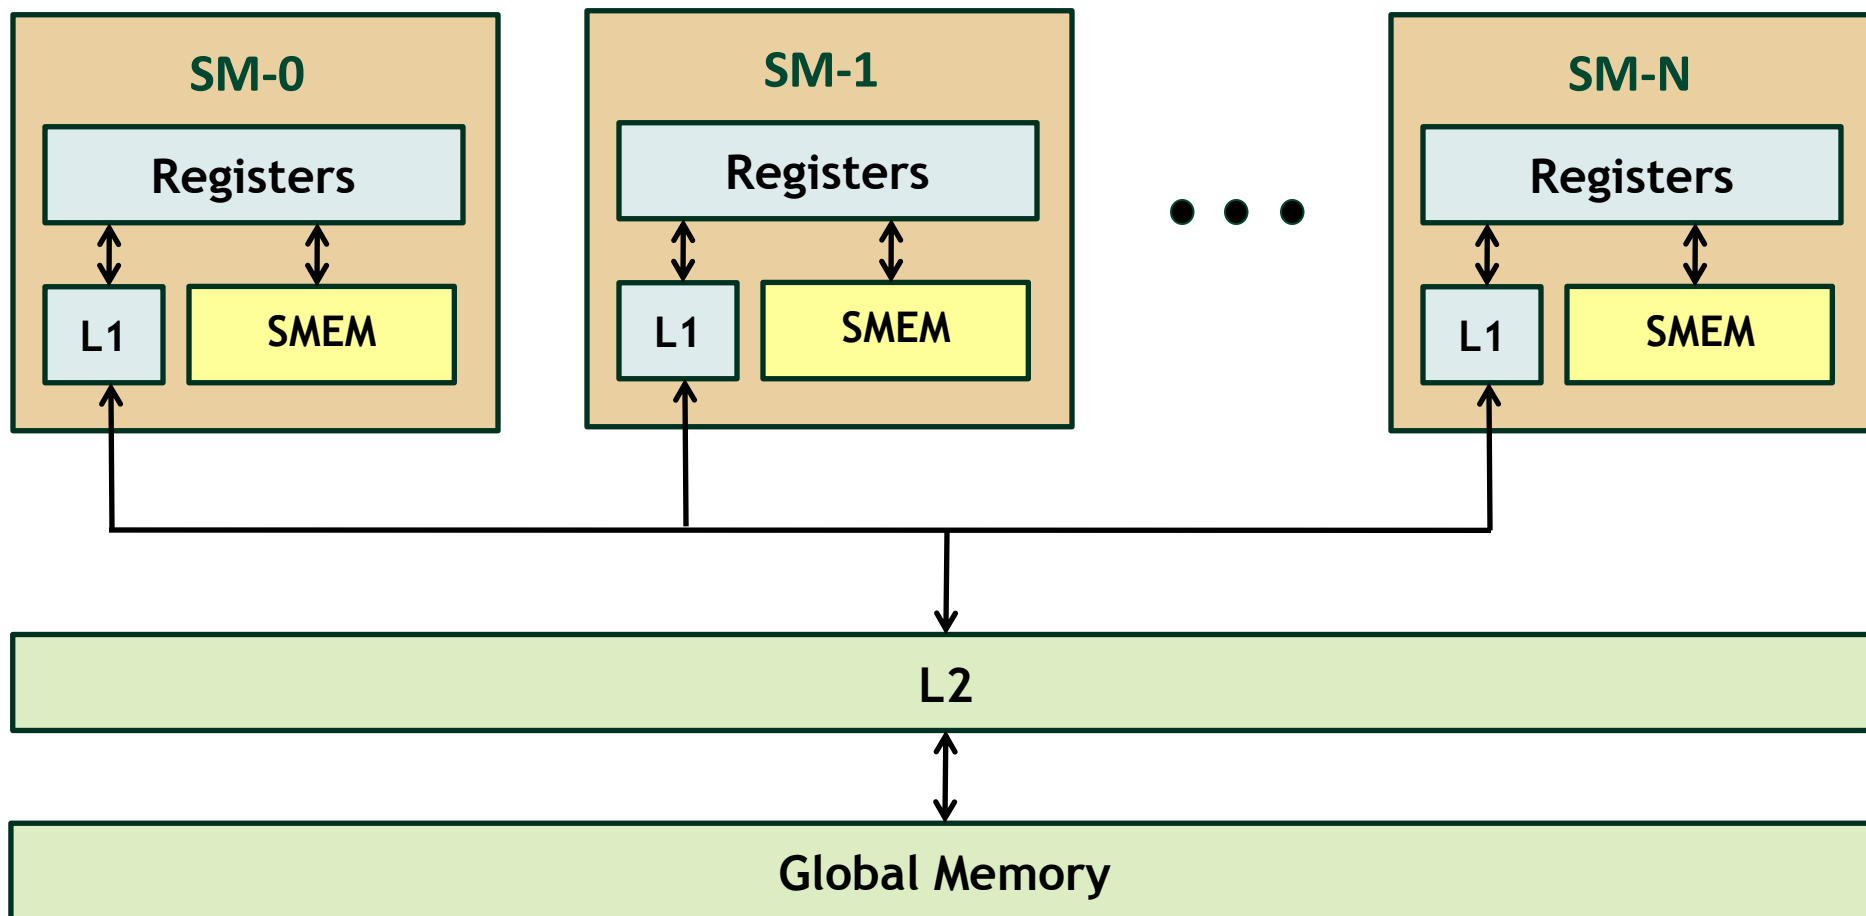 SM-0
Registers
L1
SMEM
SM-1
Registers
L1
SMEM
SM-N
Registers
L1
SMEM
L2
Global Memory